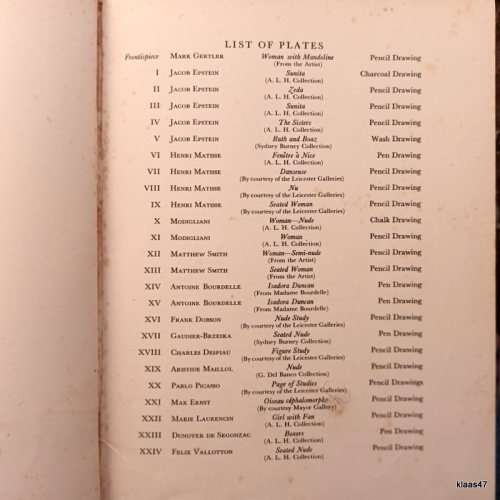 LIST OF PLATES
Frontispiece MARK GERTLER Woman with Mandoline Pencil Drawing
(From the Artist)
I JACOB EPSTEIN Sunita Charcoal Drawing
(A. L. H. Collection)
II JACOB EPSTEIN Zeda Pencil Drawing
(A. L. H. Collection)
III JACOB EPSTEIN Sunita Pencil Drawing
(A. L. H. Collection)
IV JACOB EPSTEIN The Sisters Pencil Drawing
(A. L. H. Collection)
V JACOB EPSTEIN Ruth and Boaz Wash Drawing
(Sydney Burney Collection)
VI HENRI MATISSE Fenêtre à Nice Pen Drawing
(A. L. H. Collection)
VII HENRI MATISSE Danseuse Pencil Drawing
(By courtesy of the Leicester Galleries)
VIII HENRI MATISSE Nu Pencil Drawing
(By courtesy of the Leicester Galleries)
IX HENRI MATISSE Seated Woman Pencil Drawing
(By courtesy of the Leicester Galleries)
X MODIGLIANI Woman—Nude Chalk Drawing
(A. L. H. Collection)
XI MODIGLIANI Woman Pencil Drawing
(A. L. H. Collection)
XII MATTHEW SMITH Woman—Semi-nude Pencil Drawing
(From the Artist)
XIII MATTHEW SMITH Seated Woman Pencil Drawing
(From the Artist)
XIV ANTOINE BOURDELLE Isadora Duncan Pen Drawing
(From Madame Bourdelle)
XV ANTOINE BOURDELLE Isadora Duncan Pen Drawing
(From Madame Bourdelle)
XVI FRANK DOBSON Nude Study Pencil Drawing
(By courtesy of the Leicester Galleries)
XVII GAUDIER-BRZESKA Seated Nude Pen Drawing
(Sydney Burney Collection)
XVIII CHARLES DESPIAU Figure Study Pencil Drawing
(By courtesy of the Leicester Galleries)
XIX ARISTIDE MAILLOL Nude Pencil Drawing
(G. Del Banco Collection)
XX PABLO PICASSO Page of Studies Pencil Drawings
(By courtesy of the Leicester Galleries)
XXI MAX ERNST Oiseau céphalomorphe Pencil Drawing
(By courtesy Mayor Gallery)
XXII MARIE LAURENCIN Girl with Fan Pencil Drawing
(A. L. H. Collection)
XXIII DUNOYER DE SEGONZAC Boxers Pen Drawing
(A. L. H. Collection)
XXIV FELIX VALLOTTON Seated Nude Pencil Drawing
(A. L. H. Collection)
klaas47